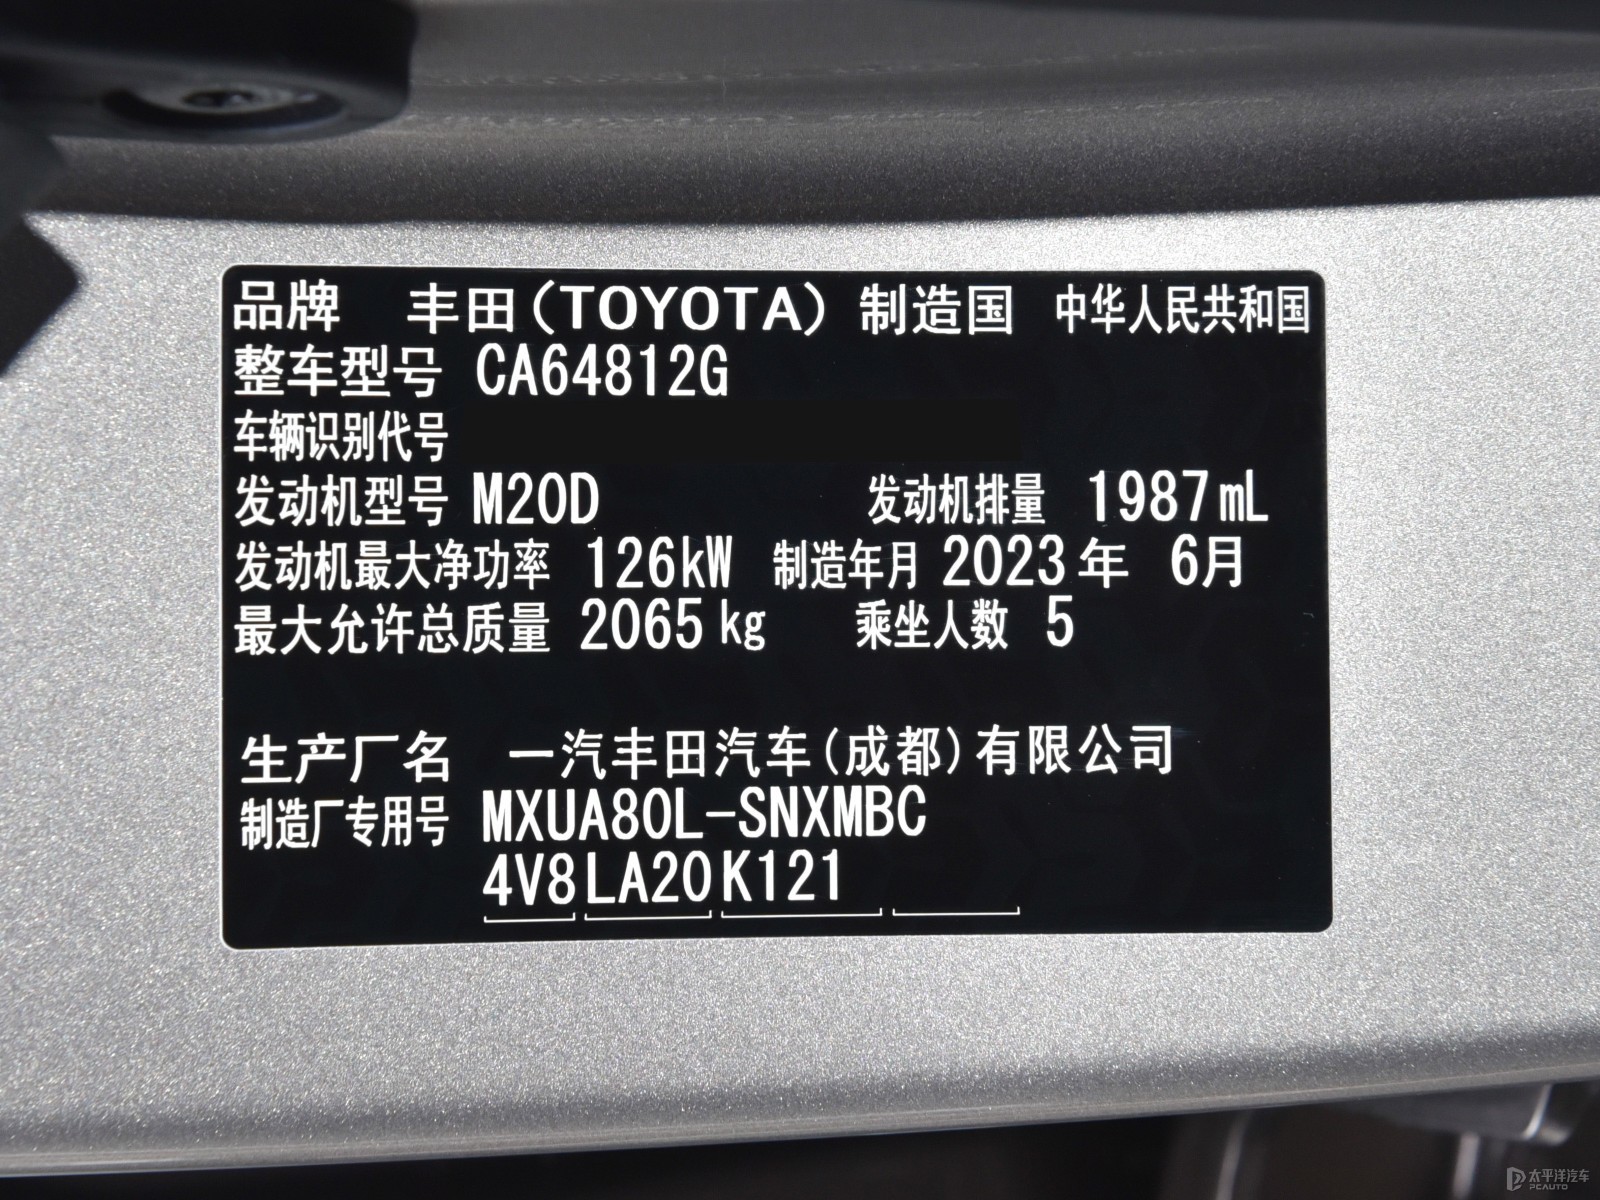 品牌 丰田(TOYOTA) 制造国 中华人民共和国
整车型号 CA64812G
车辆识别代号
发动机型号 M20D 发动机排量 1987mL
发动机最大净功率 126kW 制造年月 2023年 6月
最大允许总质量 2065kg 乘坐人数 5
生产厂名 一汽丰田汽车(成都)有限公司
制造厂专用号 MXUA80L-SNXMBC
4V8 LA20 K121
太平洋汽车
PCAUTO